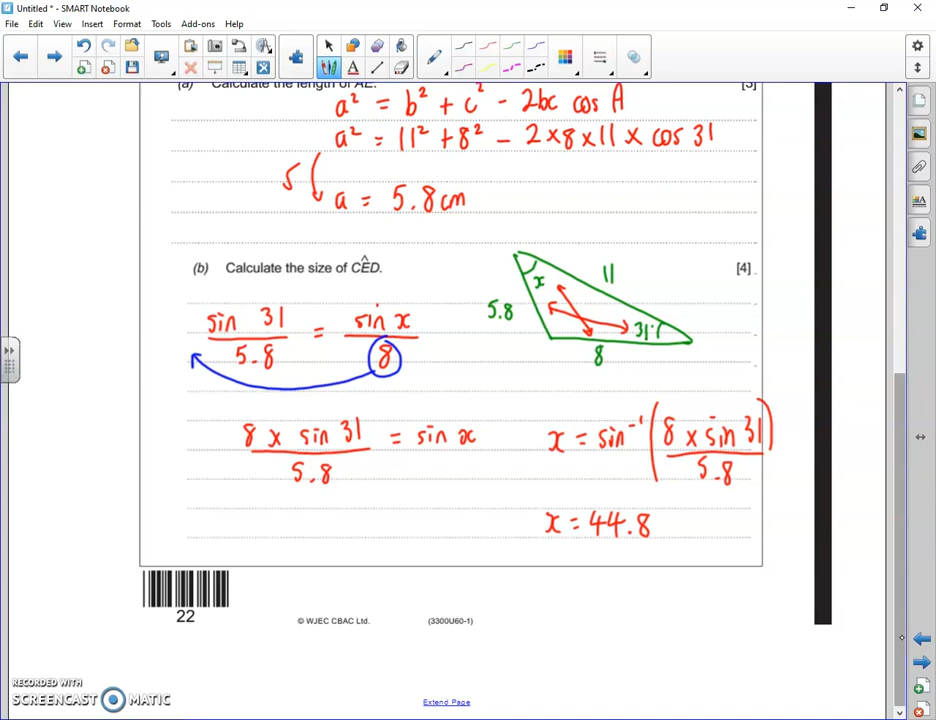 Untitled * - SMART Notebook
File Edit View Insert Format Tools Add-ons Help
(a) Calculate the length of AE. [3]
a² = b² + c² - 2bc cos A
a² = 11² + 8² - 2 x 8 x 11 x cos 31
5
a = 5.8cm
(b) Calculate the size of CÊD. [4]
11
x
5.8
31°
8
sin 31 / 5.8 = sin x / 8
8 x sin 31 / 5.8 = sin x
x = sin⁻¹ (8 x sin 31 / 5.8)
x = 44.8
22
© WJEC CBAC Ltd. (3300U60-1)
RECORDED WITH
SCREENCAST MATIC
Extend Page